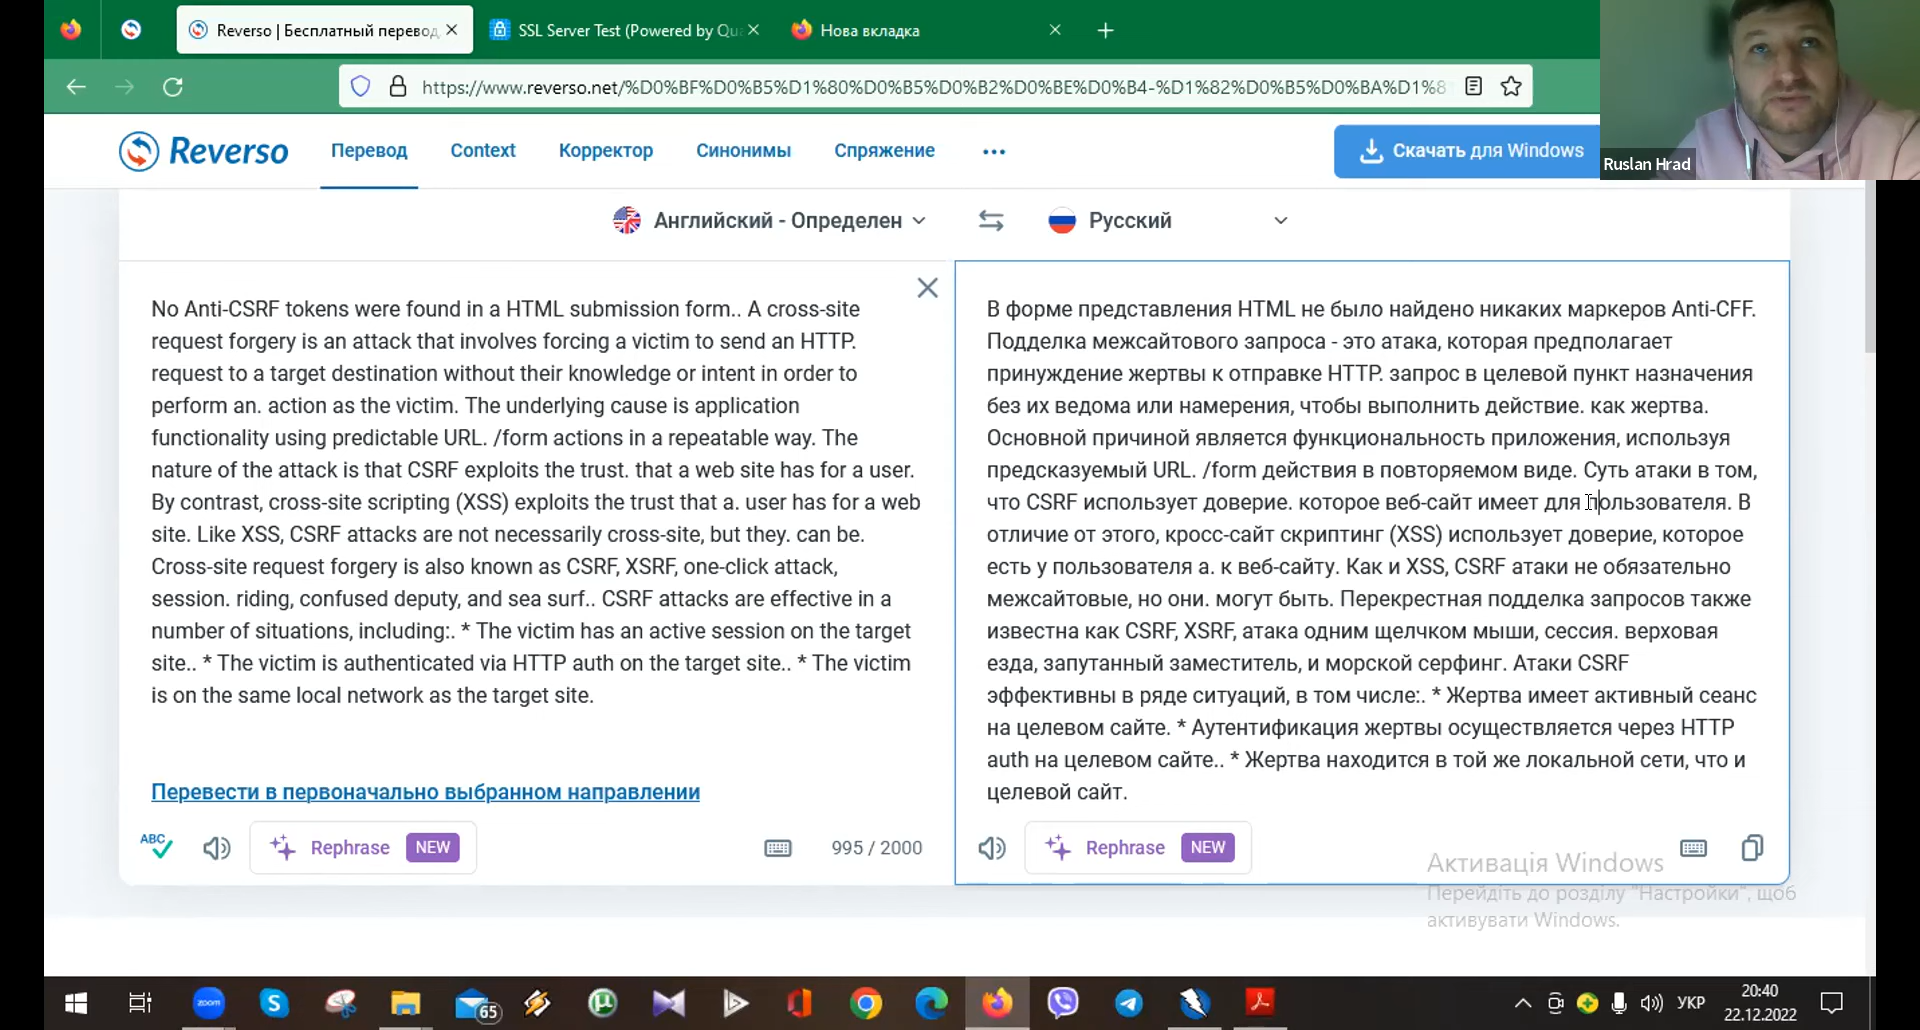 Reverso | Бесплатный перевод,
SSL Server Test (Powered by Qua
Нова вкладка
https://www.reverso.net/%D0%BF%D0%B5%D1%80%D0%B5%D0%B2%D0%BE%D0%B4-%D1%82%D0%B5%D0%BA%D1%8
Ruslan Hrad
Reverso
Перевод
Context
Корректор
Синонимы
Спряжение
Скачать для Windows
Английский - Определен
Русский
No Anti-CSRF tokens were found in a HTML submission form.. A cross-site
request forgery is an attack that involves forcing a victim to send an HTTP.
request to a target destination without their knowledge or intent in order to
perform an. action as the victim. The underlying cause is application
functionality using predictable URL. /form actions in a repeatable way. The
nature of the attack is that CSRF exploits the trust. that a web site has for a user.
By contrast, cross-site scripting (XSS) exploits the trust that a. user has for a web
site. Like XSS, CSRF attacks are not necessarily cross-site, but they. can be.
Cross-site request forgery is also known as CSRF, XSRF, one-click attack,
session. riding, confused deputy, and sea surf.. CSRF attacks are effective in a
number of situations, including:. * The victim has an active session on the target
site.. * The victim is authenticated via HTTP auth on the target site.. * The victim
is on the same local network as the target site.
Перевести в первоначально выбранном направлении
ABC
Rephrase
NEW
995 / 2000
В форме представления HTML не было найдено никаких маркеров Anti-CFF.
Подделка межсайтового запроса - это атака, которая предполагает
принуждение жертвы к отправке HTTP. запрос в целевой пункт назначения
без их ведома или намерения, чтобы выполнить действие. как жертва.
Основной причиной является функциональность приложения, используя
предсказуемый URL. /form действия в повторяемом виде. Суть атаки в том,
что CSRF использует доверие. которое веб-сайт имеет для пользователя. В
отличие от этого, кросс-сайт скриптинг (XSS) использует доверие, которое
есть у пользователя а. к веб-сайту. Как и XSS, CSRF атаки не обязательно
межсайтовые, но они. могут быть. Перекрестная подделка запросов также
известна как CSRF, XSRF, атака одним щелчком мыши, сессия. верховая
езда, запутанный заместитель, и морской серфинг. Атаки CSRF
эффективны в ряде ситуаций, в том числе:. * Жертва имеет активный сеанс
на целевом сайте. * Аутентификация жертвы осуществляется через HTTP
auth на целевом сайте.. * Жертва находится в той же локальной сети, что и
целевой сайт.
Rephrase
NEW
Активація Windows
Перейдіть до розділу "Настройки", щоб
активувати Windows.
zoom
65
УКР
20:40
22.12.2022